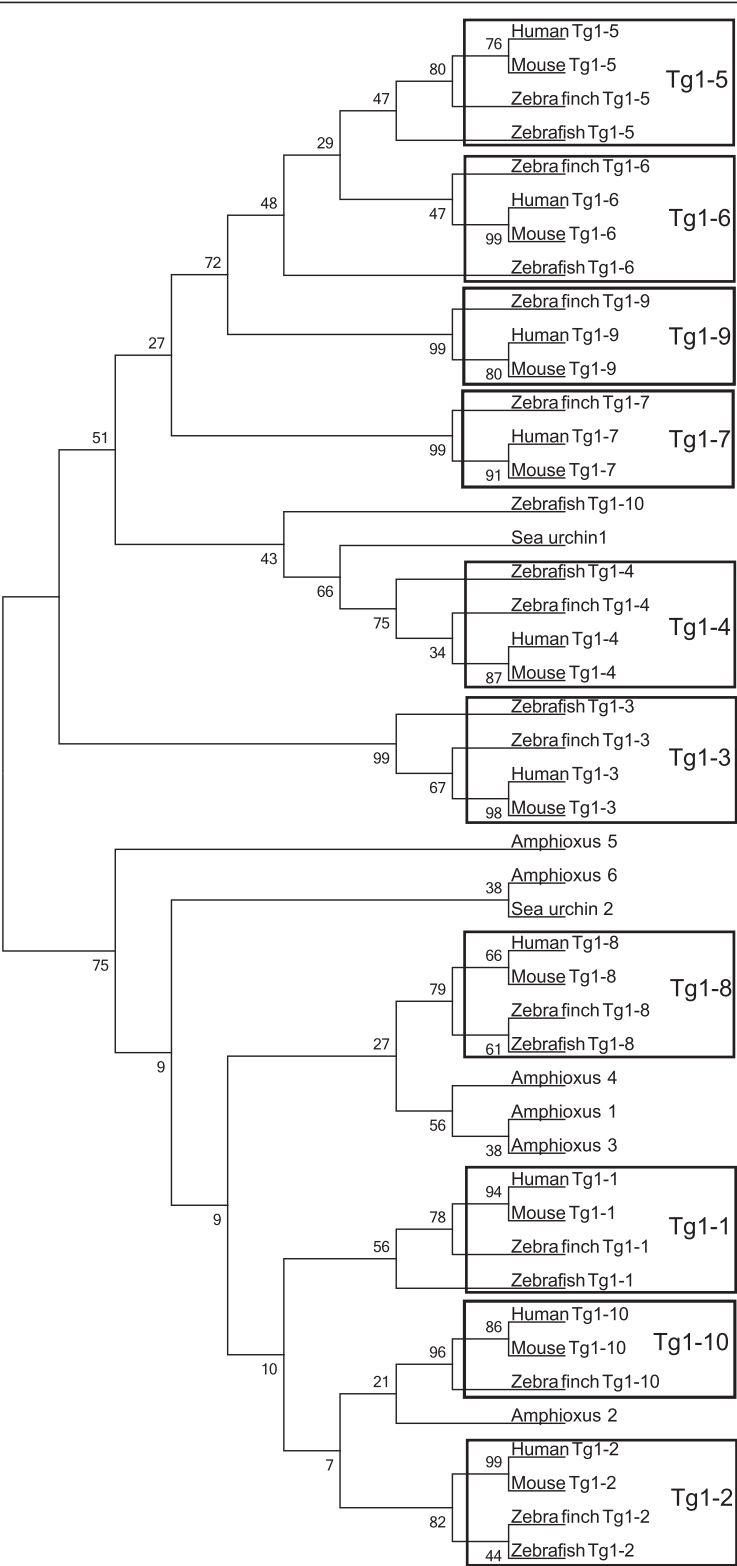 Human Tg1-5
76
Mouse Tg1-5
80
Tg1-5
47
Zebra finch Tg1-5
Zebrafish Tg1-5
29
Zebra finch Tg1-6
48
Human Tg1-6
47
Tg1-6
99
Mouse Tg1-6
72
Zebrafish Tg1-6
Zebra finch Tg1-9
27
99
Human Tg1-9
Tg1-9
80
Mouse Tg1-9
Zebra finch Tg1-7
51
99
Human Tg1-7
Tg1-7
91
Mouse Tg1-7
Zebrafish Tg1-10
43
Sea urchin1
66
Zebrafish Tg1-4
75
Zebra finch Tg1-4
Tg1-4
34
Human Tg1-4
87
Mouse Tg1-4
Zebrafish Tg1-3
99
Zebra finch Tg1-3
Tg1-3
67
Human Tg1-3
98
Mouse Tg1-3
Amphioxus 5
Amphioxus 6
38
Sea urchin 2
75
Human Tg1-8
66
Mouse Tg1-8
79
Tg1-8
Zebra finch Tg1-8
27
61
Zebrafish Tg1-8
9
Amphioxus 4
56
Amphioxus 1
38
Amphioxus 3
Human Tg1-1
94
Mouse Tg1-1
78
Tg1-1
9
56
Zebra finch Tg1-1
Zebrafish Tg1-1
Human Tg1-10
86
Mouse Tg1-10
96
Tg1-10
10
21
Zebra finch Tg1-10
Amphioxus 2
7
Human Tg1-2
99
Mouse Tg1-2
Tg1-2
82
Zebra finch Tg1-2
44
Zebrafish Tg1-2